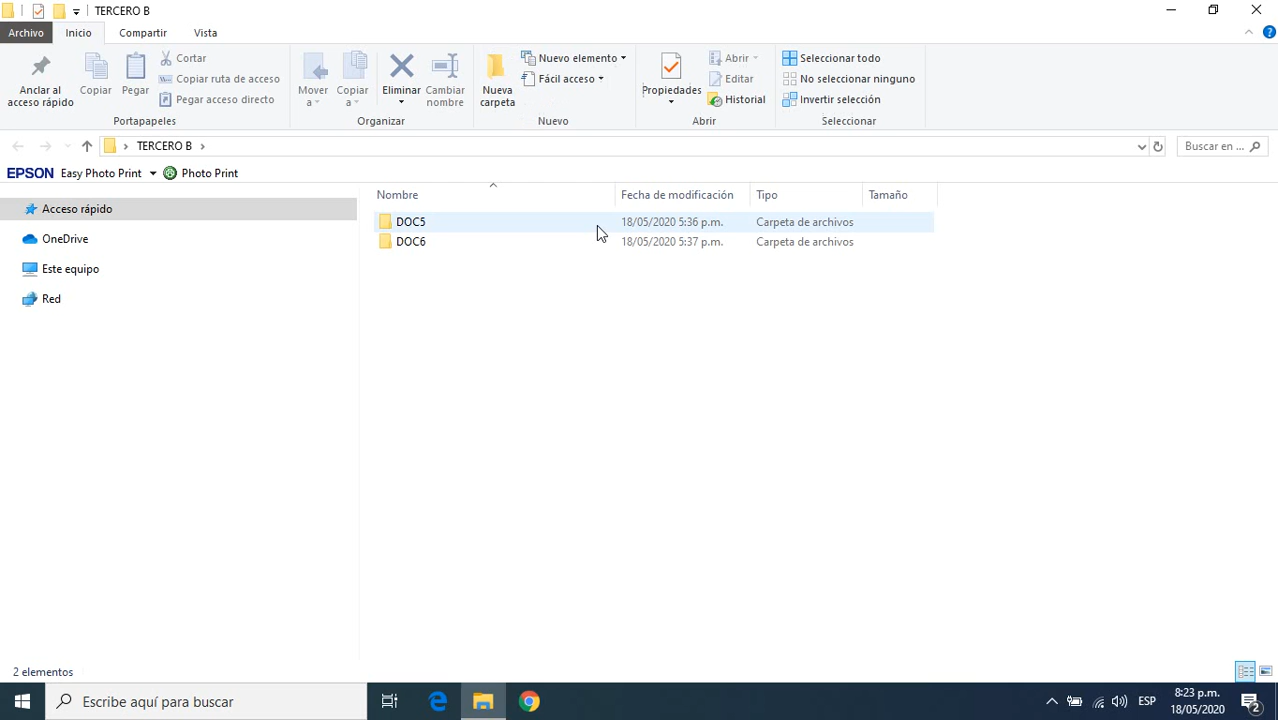 TERCERO B
Archivo Inicio Compartir Vista
Anclar al acceso rápido
Copiar
Pegar
Cortar
Copiar ruta de acceso
Pegar acceso directo
Portapapeles
Mover a
Copiar a
Eliminar
Cambiar nombre
Organizar
Nueva carpeta
Nuevo elemento
Fácil acceso
Nuevo
Propiedades
Abrir
Editar
Historial
Abrir
Seleccionar todo
No seleccionar ninguno
Invertir selección
Seleccionar
TERCERO B
Buscar en ...
EPSON Easy Photo Print Photo Print
Acceso rápido
OneDrive
Este equipo
Red
Nombre Fecha de modificación Tipo Tamaño
DOC5 18/05/2020 5:36 p.m. Carpeta de archivos
DOC6 18/05/2020 5:37 p.m. Carpeta de archivos
2 elementos
Escribe aquí para buscar
ESP
8:23 p.m.
18/05/2020
2